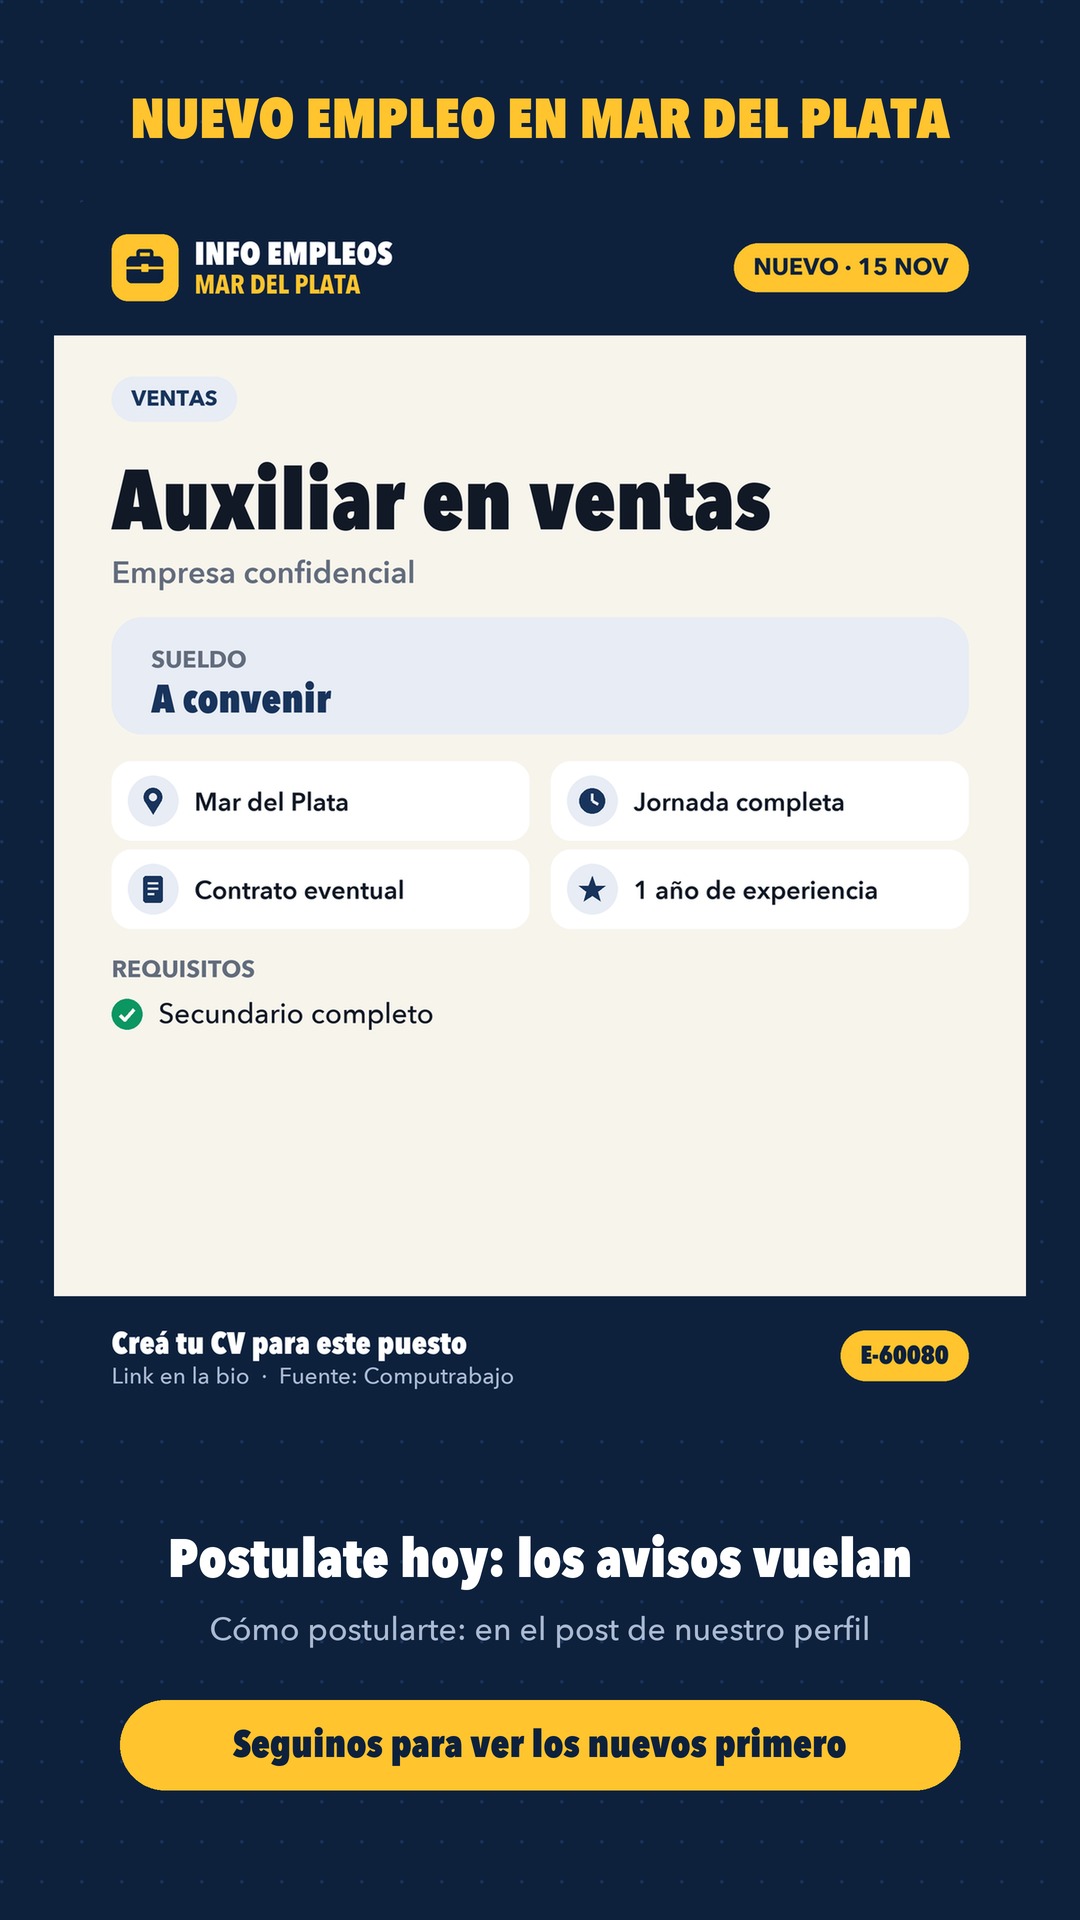 NUEVO EMPLEO EN MAR DEL PLATA
INFO EMPLEOS
MAR DEL PLATA
NUEVO · 15 NOV
VENTAS
Auxiliar en ventas
Empresa confidencial
SUELDO
A convenir
Mar del Plata
Jornada completa
Contrato eventual
1 año de experiencia
REQUISITOS
Secundario completo
Creá tu CV para este puesto
Link en la bio · Fuente: Computrabajo
E-60080
Postulate hoy: los avisos vuelan
Cómo postularte: en el post de nuestro perfil
Seguinos para ver los nuevos primero